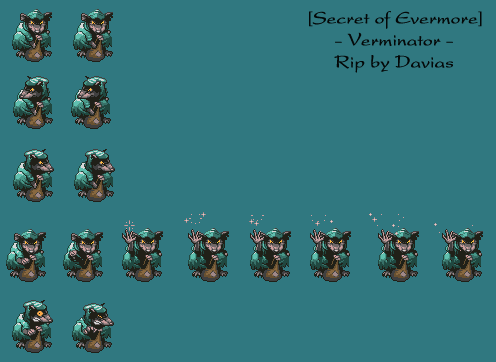 [Secret of Evermore]
- Verminator -
Rip by Davias